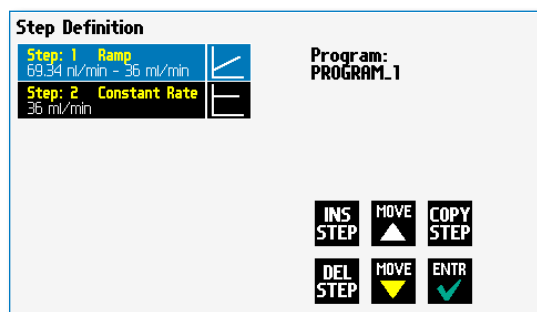 Step Definition
Step: 1 Ramp
69.34 nl/min - 36 ml/min
Step: 2 Constant Rate
36 ml/min
Program:
PROGRAM_1
INS
STEP
MOVE
COPY
STEP
DEL
STEP
MOVE
ENTR